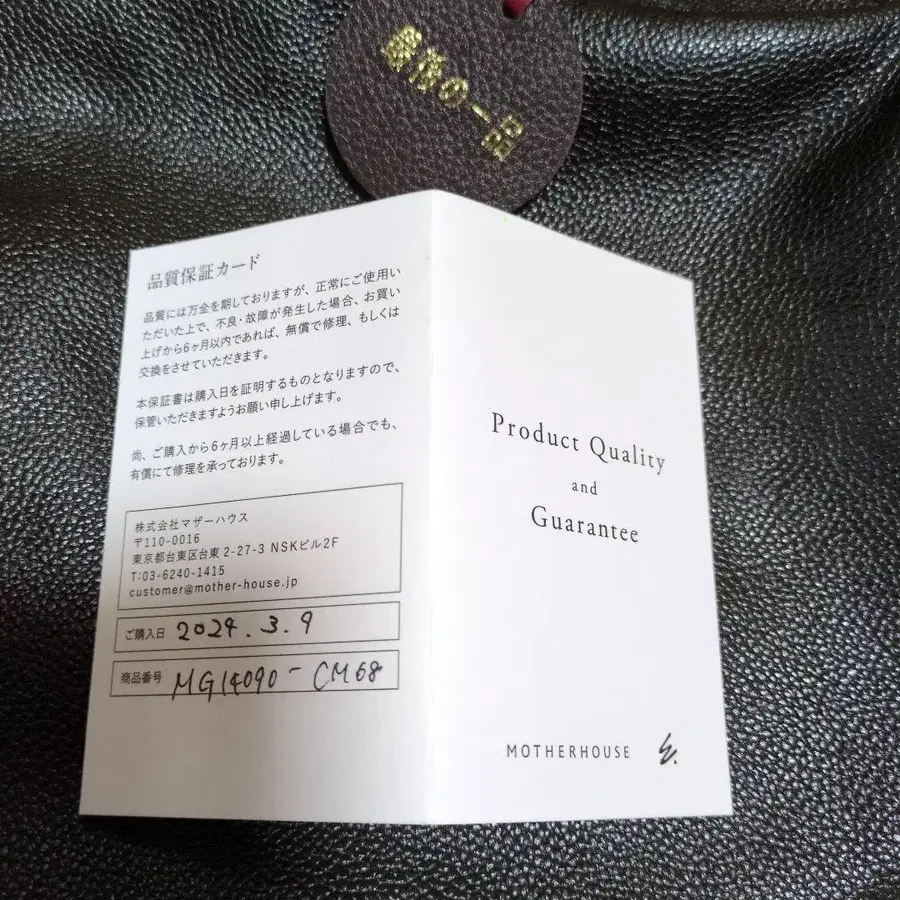 の一品
品質保証カード
品質には万全を期しておりますが、正常にご使用い
ただいた上で、不良・故障が発生した場合、お買い
上げから6ヶ月以内であれば、無償で修理、もしくは
交換をさせていただきます。
本保証書は購入日を証明するものとなりますので、
保管いただきますようお願い申し上げます。
尚、ご購入から6ヶ月以上経過している場合でも、
有償にて修理を承っております。
株式会社マザーハウス
〒110-0016
東京都台東区台東 2-27-3 NSKビル2F
T:03-6240-1415
customer@mother-house.jp
ご購入日 2024.3.9
商品番号 MG14090-CM68
Product Quality
and
Guarantee
MOTHERHOUSE